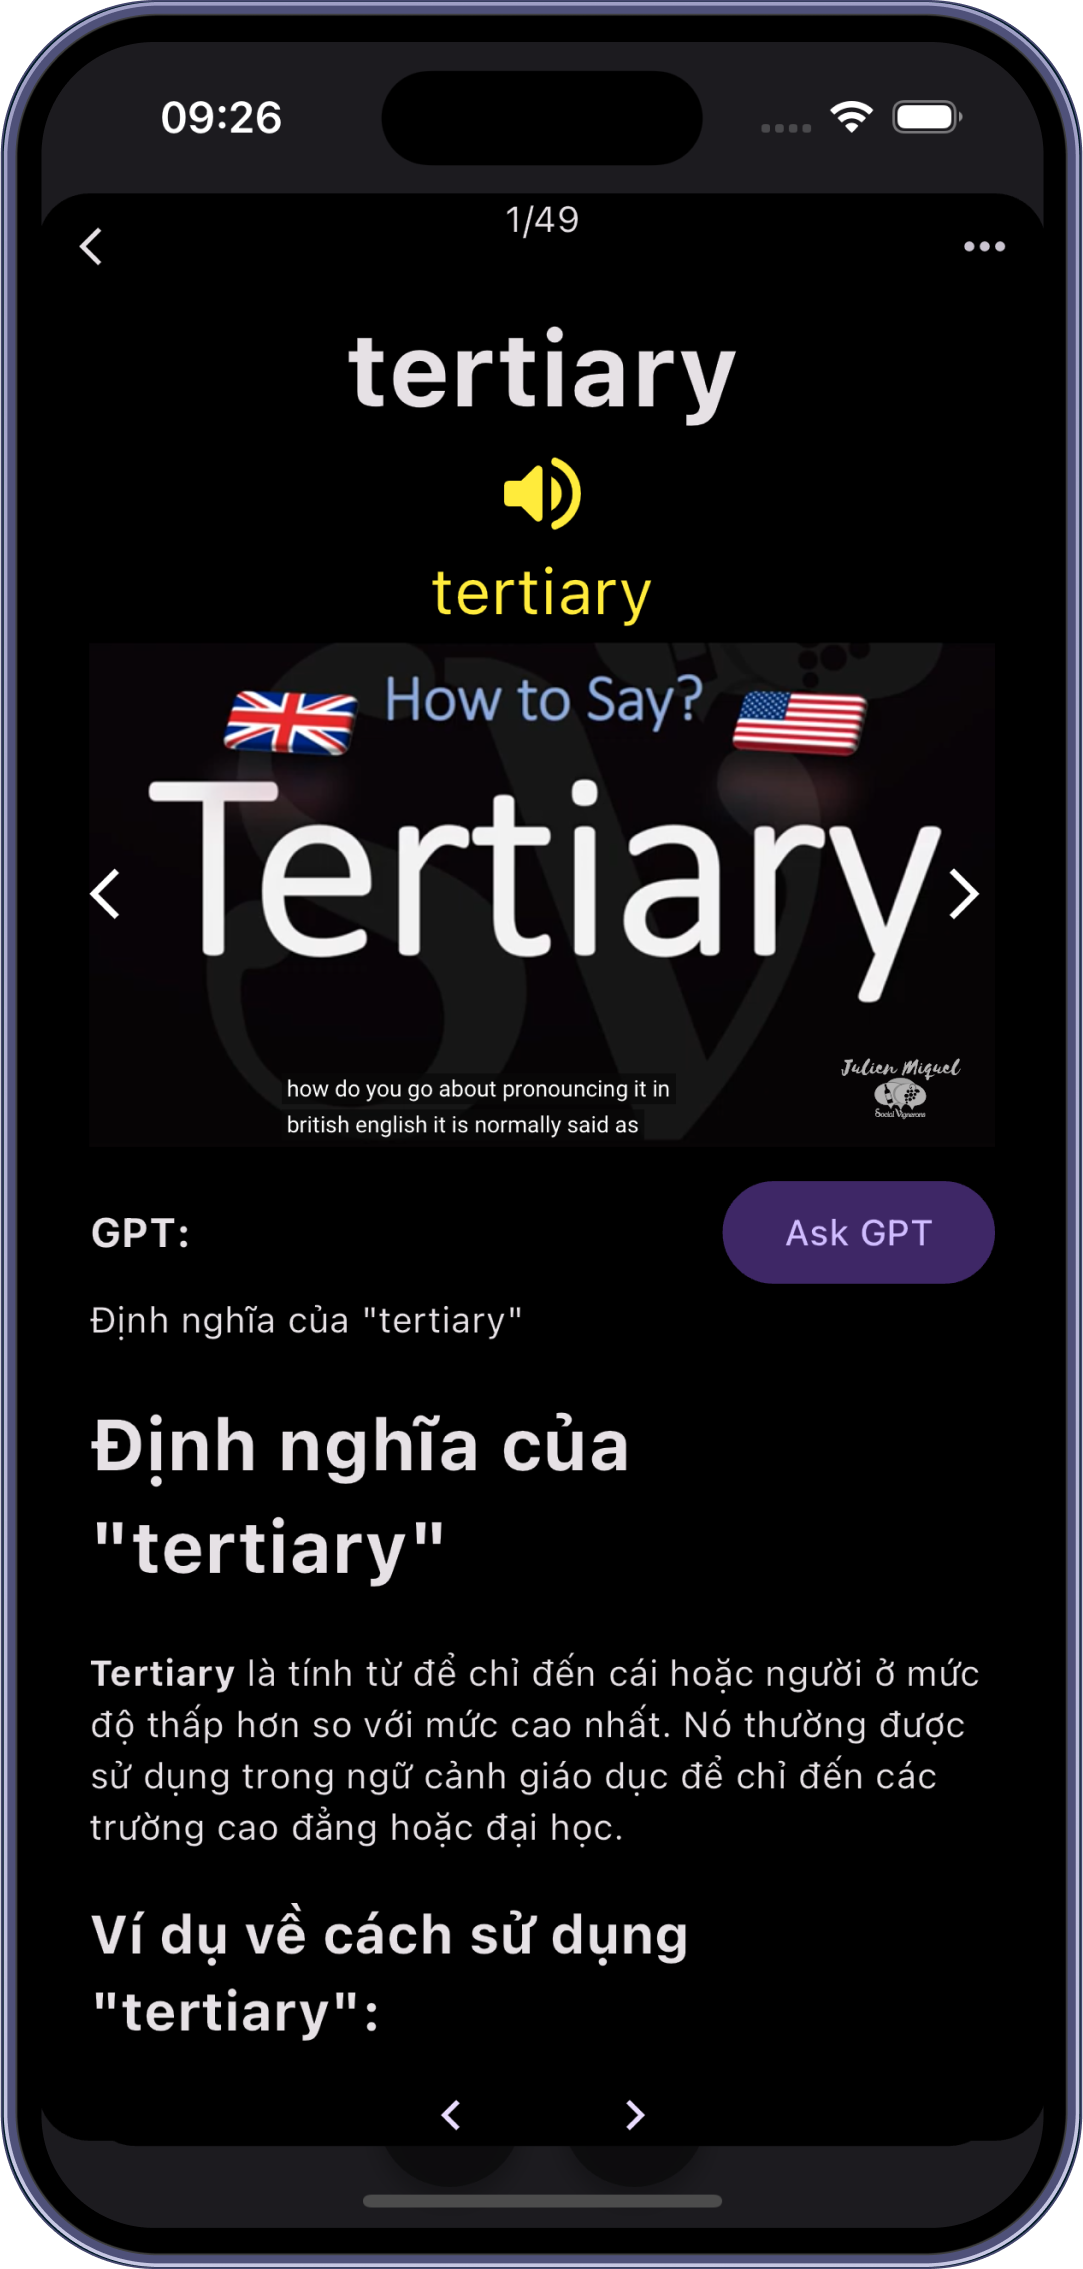 09:26
1/49
tertiary
tertiary
How to Say?
Tertiary
Julien Miquel
Social Vignerons
how do you go about pronouncing it in
british english it is normally said as
GPT:
Ask GPT
Định nghĩa của "tertiary"
Định nghĩa của
"tertiary"
Tertiary là tính từ để chỉ đến cái hoặc người ở mức
độ thấp hơn so với mức cao nhất. Nó thường được
sử dụng trong ngữ cảnh giáo dục để chỉ đến các
trường cao đẳng hoặc đại học.
Ví dụ về cách sử dụng
"tertiary":